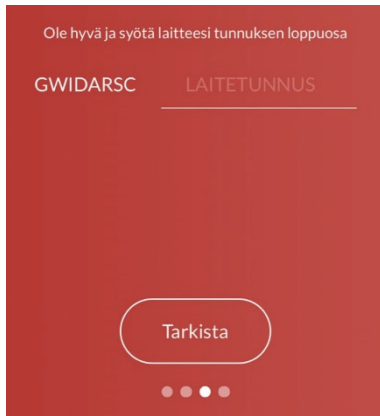 Ole hyvä ja syötä laitteesi tunnuksen loppuosa
GWIDARSC LAITETUNNUS
Tarkista